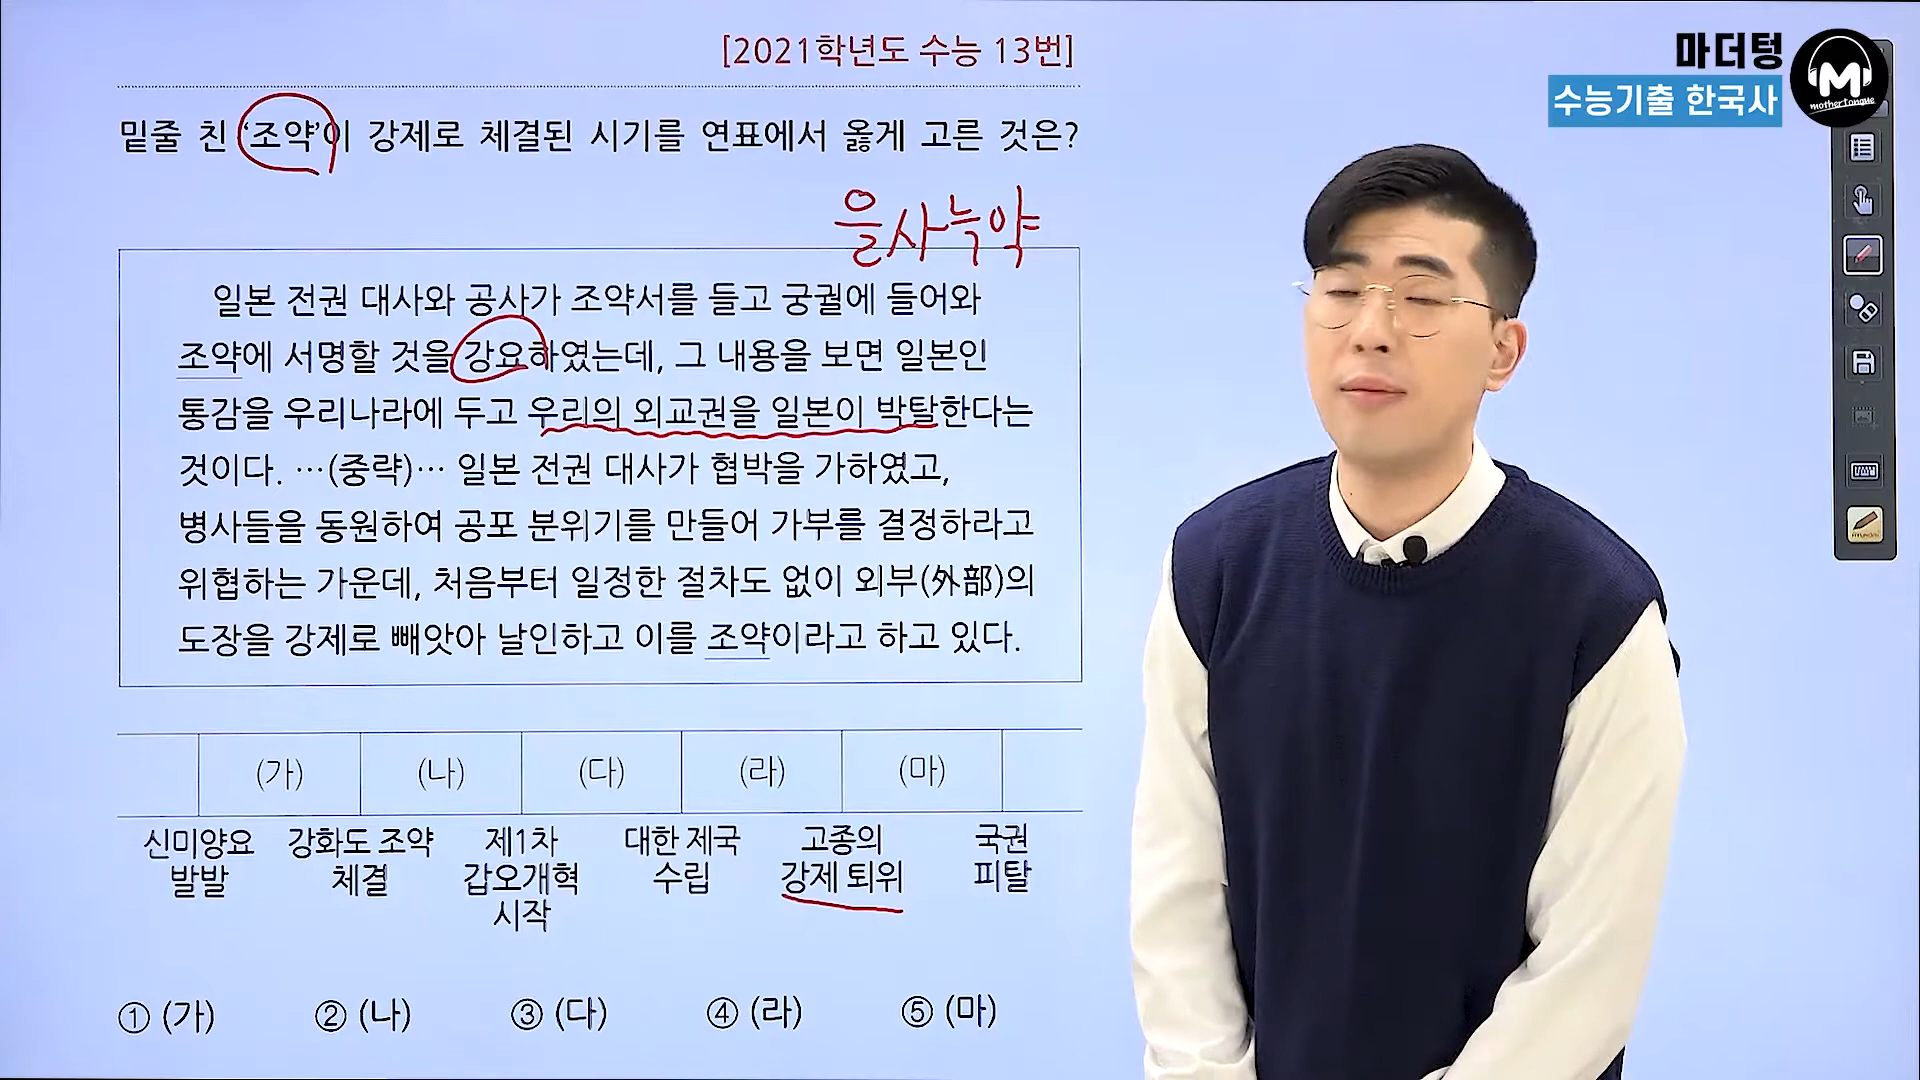 [2021학년도 수능 13번]
마더텅
수능기출 한국사
M
mothertongue
밑줄 친 ‘조약’이 강제로 체결된 시기를 연표에서 옳게 고른 것은?
을사늑약
일본 전권 대사와 공사가 조약서를 들고 궁궐에 들어와
조약에 서명할 것을 강요하였는데, 그 내용을 보면 일본인
통감을 우리나라에 두고 우리의 외교권을 일본이 박탈한다는
것이다. …(중략)… 일본 전권 대사가 협박을 가하였고,
병사들을 동원하여 공포 분위기를 만들어 가부를 결정하라고
위협하는 가운데, 처음부터 일정한 절차도 없이 외부(外部)의
도장을 강제로 빼앗아 날인하고 이를 조약이라고 하고 있다.
(가) (나) (다) (라) (마)
신미양요 강화도 조약 제1차 대한 제국 고종의 국권
발발 체결 갑오개혁 수립 강제 퇴위 피탈
시작
① (가) ② (나) ③ (다) ④ (라) ⑤ (마)